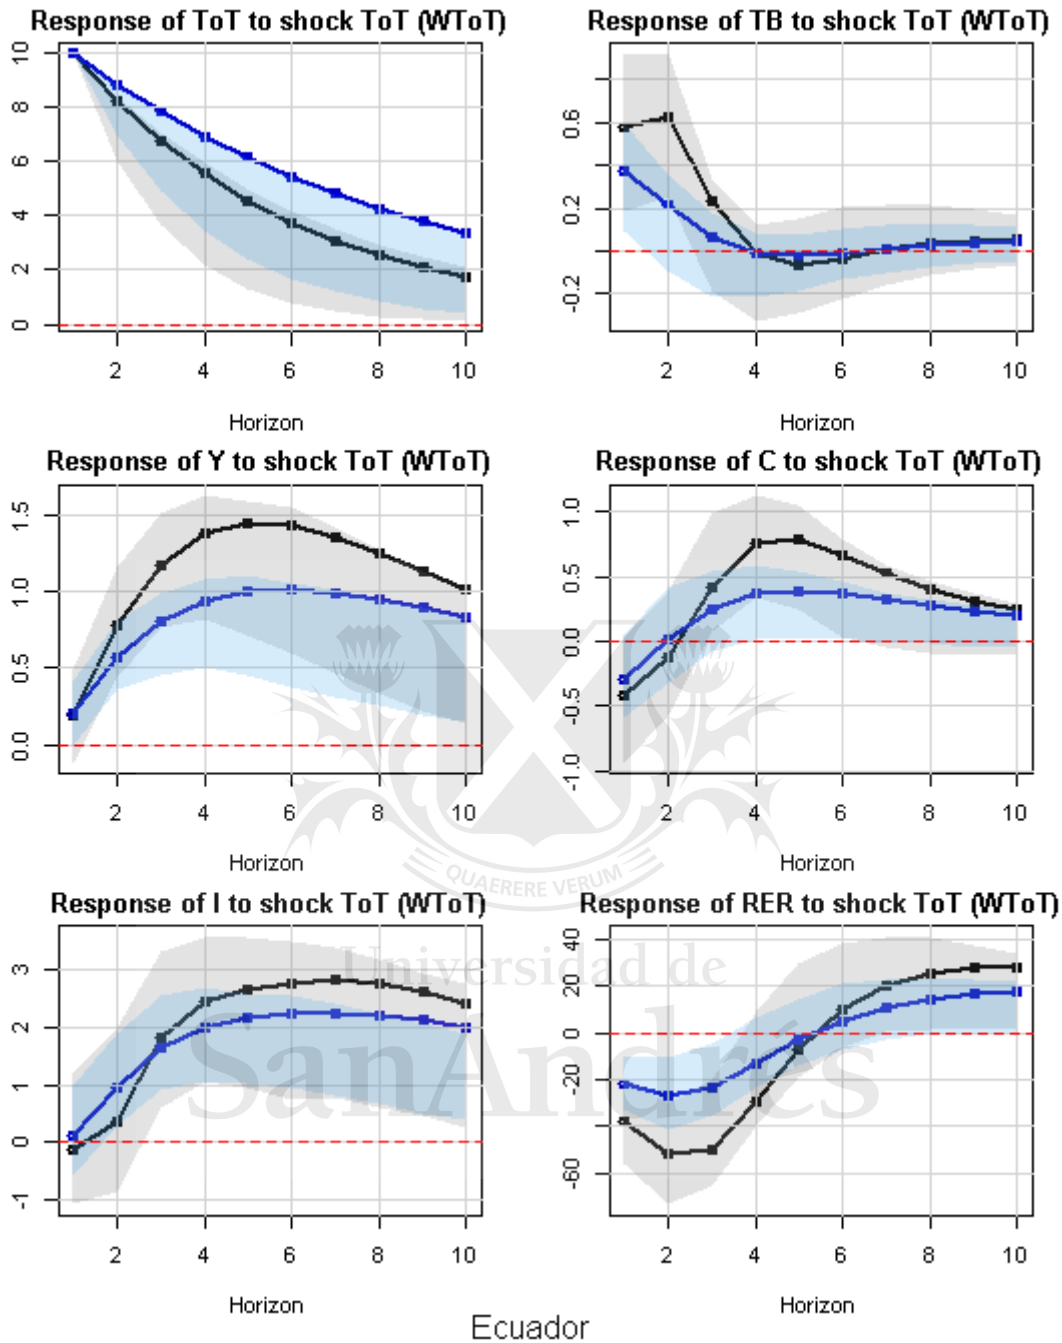 Response of ToT to shock ToT (WToT)
10
8
6
4
2
0
2 4 6 8 10
Horizon
Response of TB to shock ToT (WToT)
0.6
0.2
-0.2
2 4 6 8 10
Horizon
Response of Y to shock ToT (WToT)
1.5
1.0
0.5
0.0
2 4 6 8 10
Horizon
Response of C to shock ToT (WToT)
1.0
0.5
0.0
-0.5
-1.0
2 4 6 8 10
Horizon
QUAERERE VERUM
Response of I to shock ToT (WToT)
3
2
1
0
-1
2 4 6 8 10
Horizon
Response of RER to shock ToT (WToT)
40
20
0
-20
-60
2 4 6 8 10
Horizon
Universidad de
SanAndrés
Ecuador